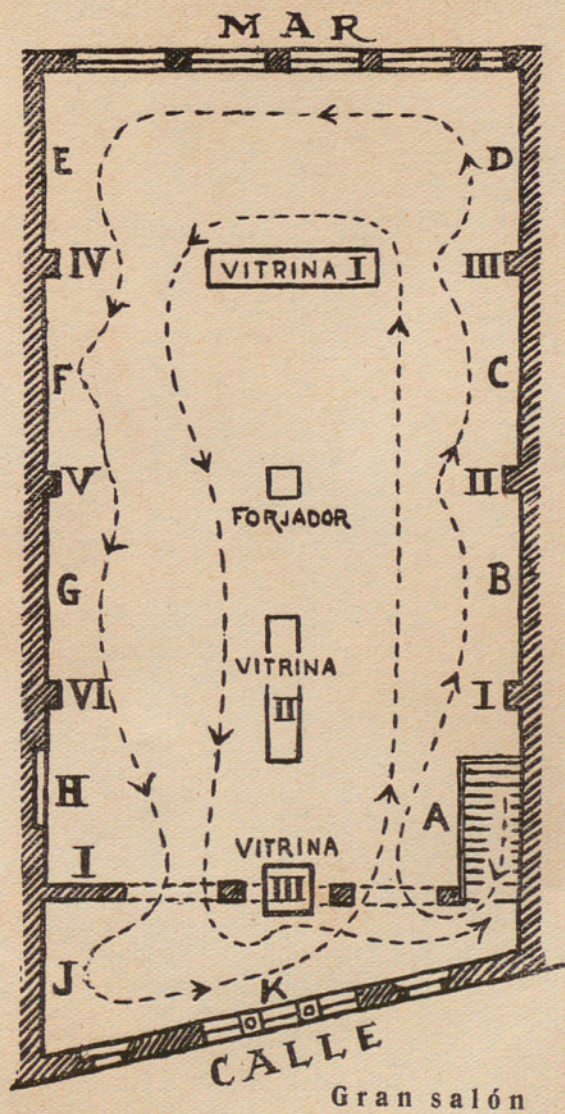 MAR
E D
IV VITRINA I III
F C
V II
FORJADOR
G B
VITRINA
II
VI I
H
A
I VITRINA
III
J K
CALLE
Gran salón